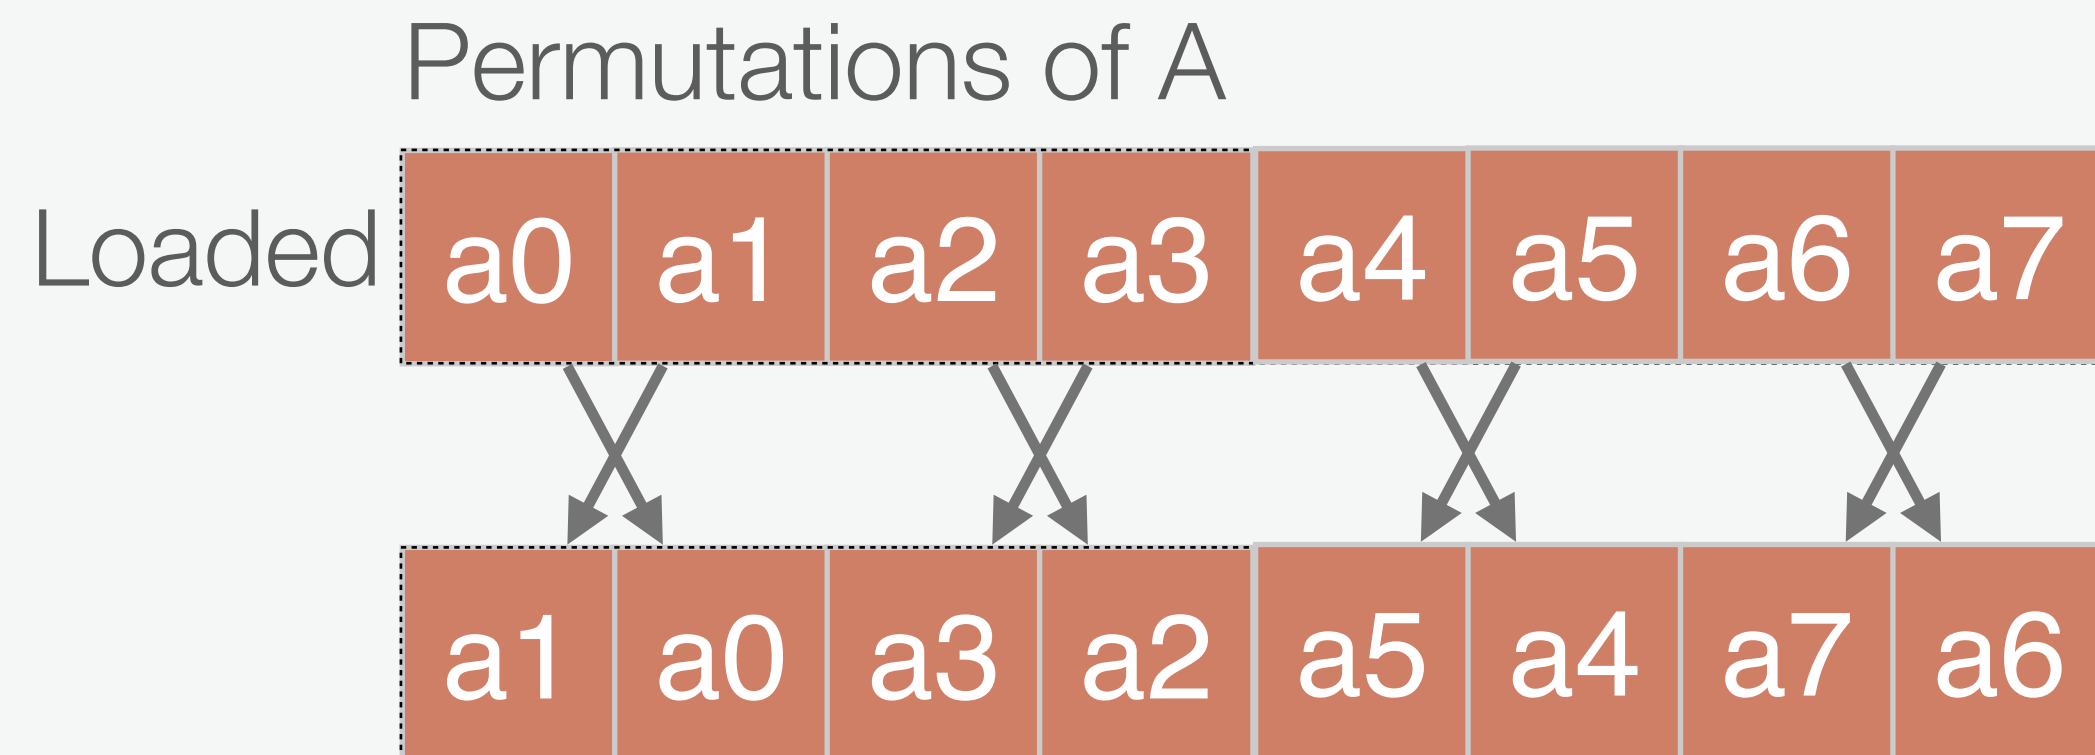 Permutations of A
Loaded a0 a1 a2 a3 a4 a5 a6 a7
a1 a0 a3 a2 a5 a4 a7 a6